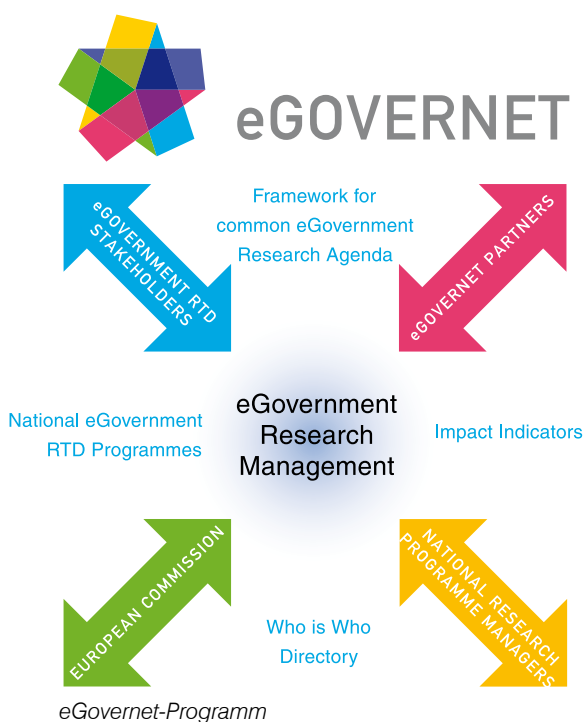 eGOVERNET
eGOVERNMENT RTD
STAKEHOLDERS
Framework for
common eGovernment
Research Agenda
eGOVERNET PARTNERS
National eGovernment
RTD Programmes
eGovernment
Research
Management
Impact Indicators
EUROPEAN COMMISSION
Who is Who
Directory
NATIONAL RESEARCH
PROGRAMME MANAGERS
eGovernet-Programm